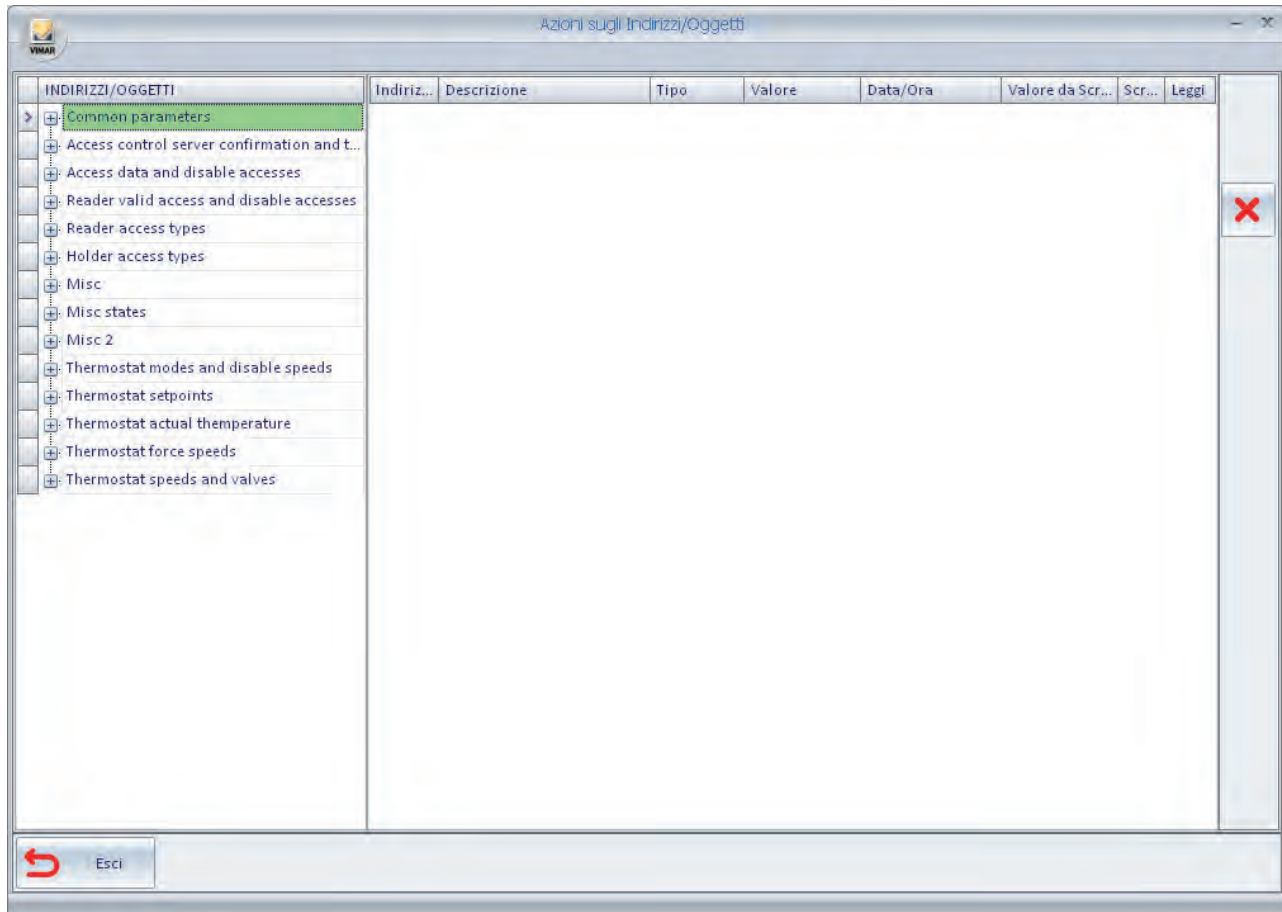 Azioni sugli Indirizzi/Oggetti
VIMAR
INDIRIZZI/OGGETTI
Indiriz... Descrizione Tipo Valore Data/Ora Valore da Scr... Scr... Leggi
Common parameters
Access control server confirmation and t...
Access data and disable accesses
Reader valid access and disable accesses
Reader access types
Holder access types
Misc
Misc states
Misc 2
Thermostat modes and disable speeds
Thermostat setpoints
Thermostat actual themperature
Thermostat force speeds
Thermostat speeds and valves
Esci